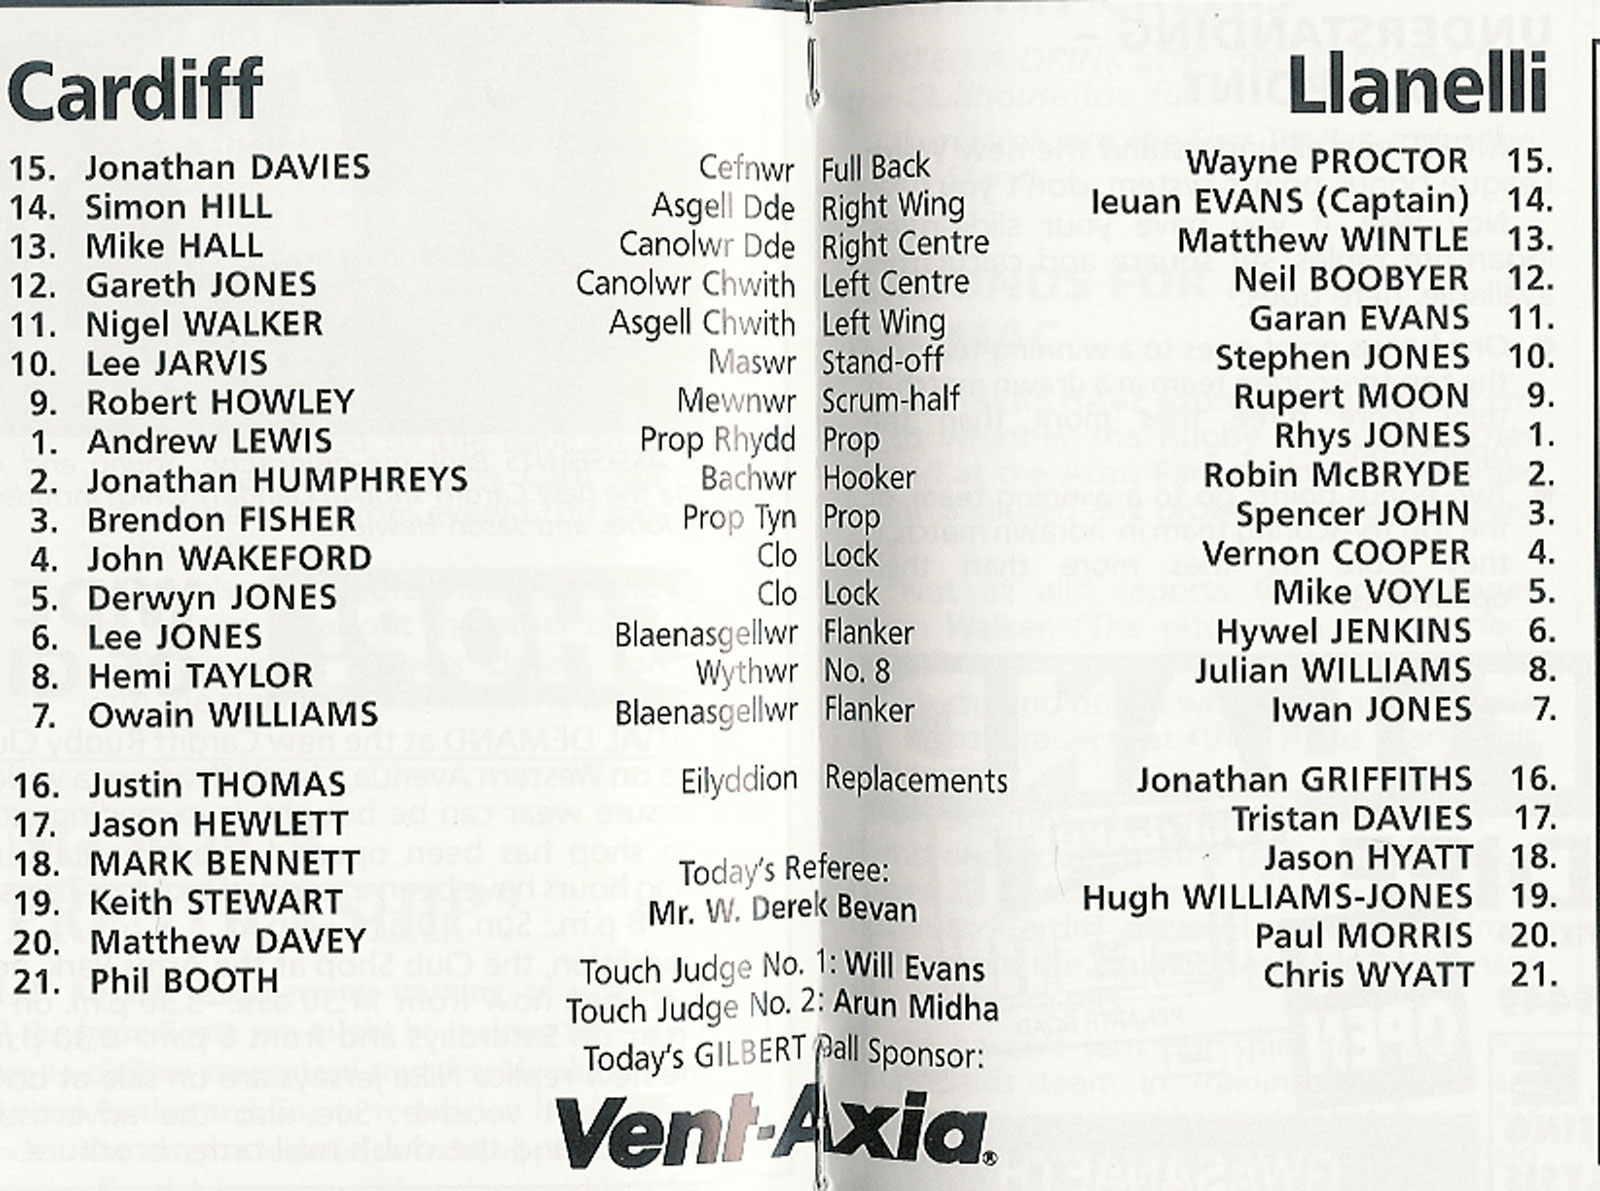 Cardiff Llanelli
15. Jonathan DAVIES Cefnwr Full Back Wayne PROCTOR 15.
14. Simon HILL Asgell Dde Right Wing Ieuan EVANS (Captain) 14.
13. Mike HALL Canolwr Dde Right Centre Matthew WINTLE 13.
12. Gareth JONES Canolwr Chwith Left Centre Neil BOOBYER 12.
11. Nigel WALKER Asgell Chwith Left Wing Garan EVANS 11.
10. Lee JARVIS Maswr Stand-off Stephen JONES 10.
9. Robert HOWLEY Mewnwr Scrum-half Rupert MOON 9.
1. Andrew LEWIS Prop Rhydd Prop Rhys JONES 1.
2. Jonathan HUMPHREYS Bachwr Hooker Robin McBRYDE 2.
3. Brendon FISHER Prop Tyn Prop Spencer JOHN 3.
4. John WAKEFORD Clo Lock Vernon COOPER 4.
5. Derwyn JONES Clo Lock Mike VOYLE 5.
6. Lee JONES Blaenasgellwr Flanker Hywel JENKINS 6.
8. Hemi TAYLOR Wythwr No. 8 Julian WILLIAMS 8.
7. Owain WILLIAMS Blaenasgellwr Flanker Iwan JONES 7.
16. Justin THOMAS Eilyddion Replacements Jonathan GRIFFITHS 16.
17. Jason HEWLETT Tristan DAVIES 17.
18. MARK BENNETT Jason HYATT 18.
19. Keith STEWART Hugh WILLIAMS-JONES 19.
20. Matthew DAVEY Paul MORRIS 20.
21. Phil BOOTH Chris WYATT 21.
Today's Referee:
Mr. W. Derek Bevan
Touch Judge No. 1: Will Evans
Touch Judge No. 2: Arun Midha
Today's GILBERT Ball Sponsor:
Vent-Axia®